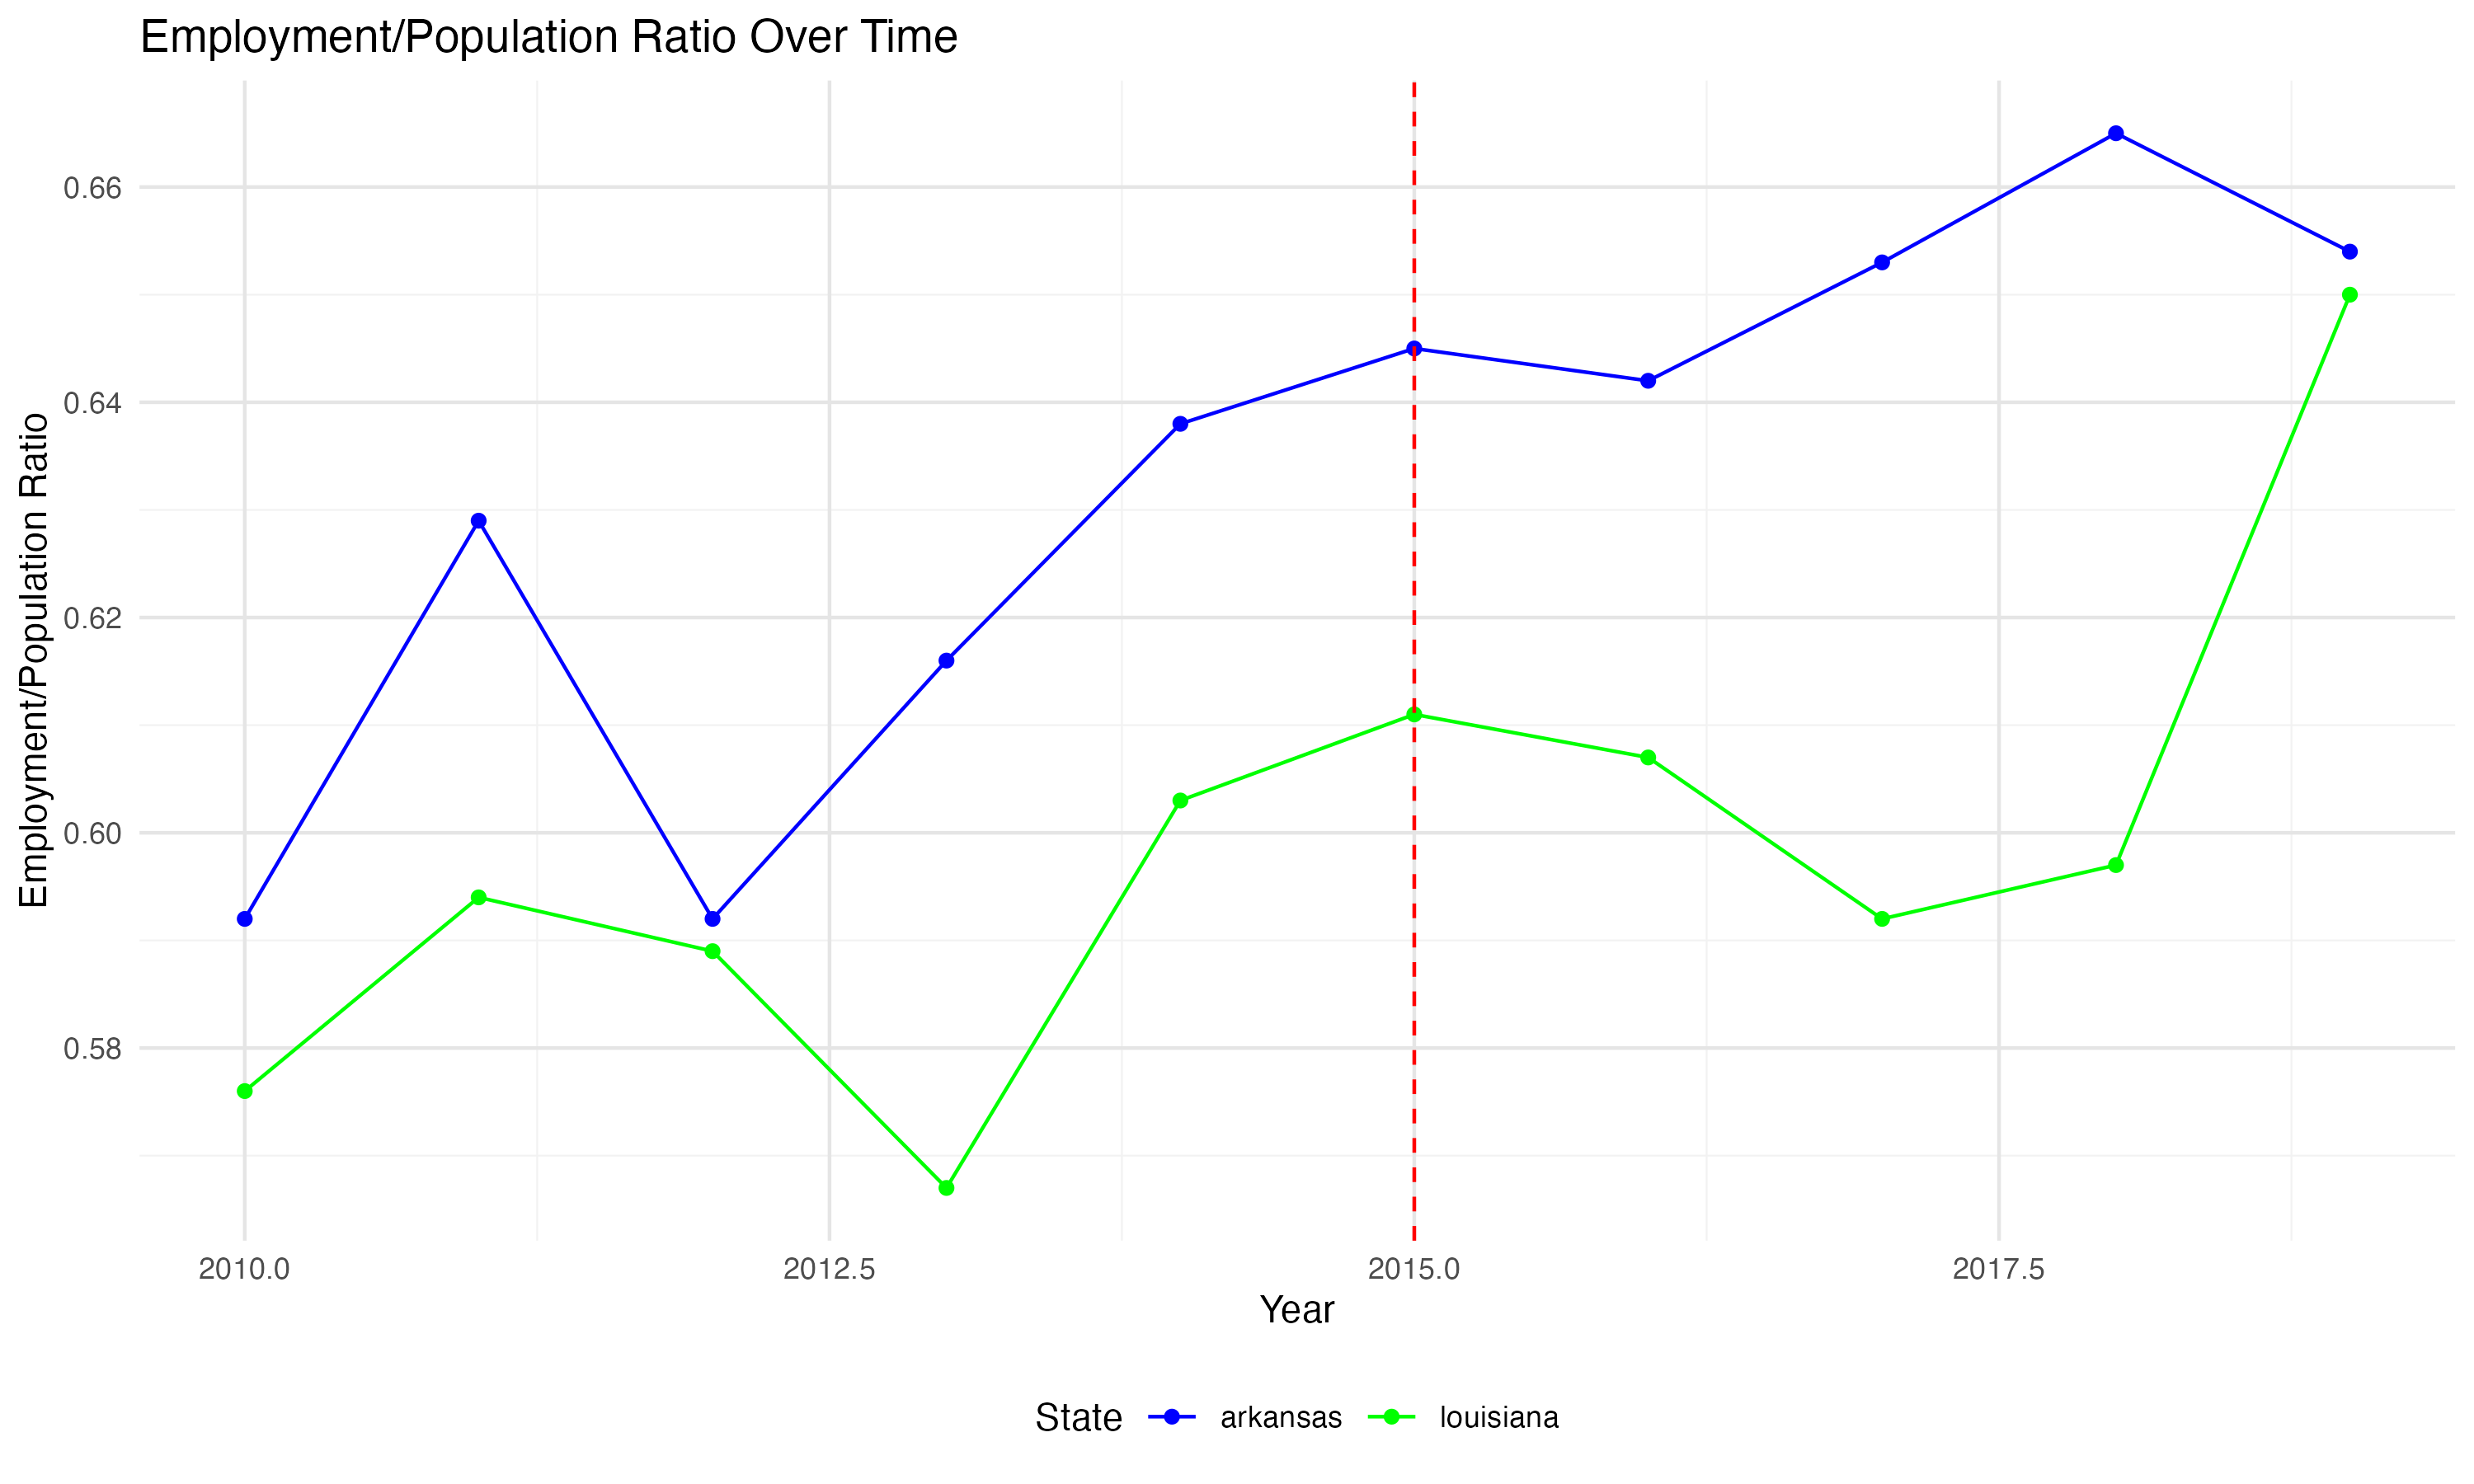 Employment/Population Ratio Over Time
Employment/Population Ratio
0.66
0.64
0.62
0.60
0.58
2010.0 2012.5 2015.0 2017.5
Year
State arkansas louisiana